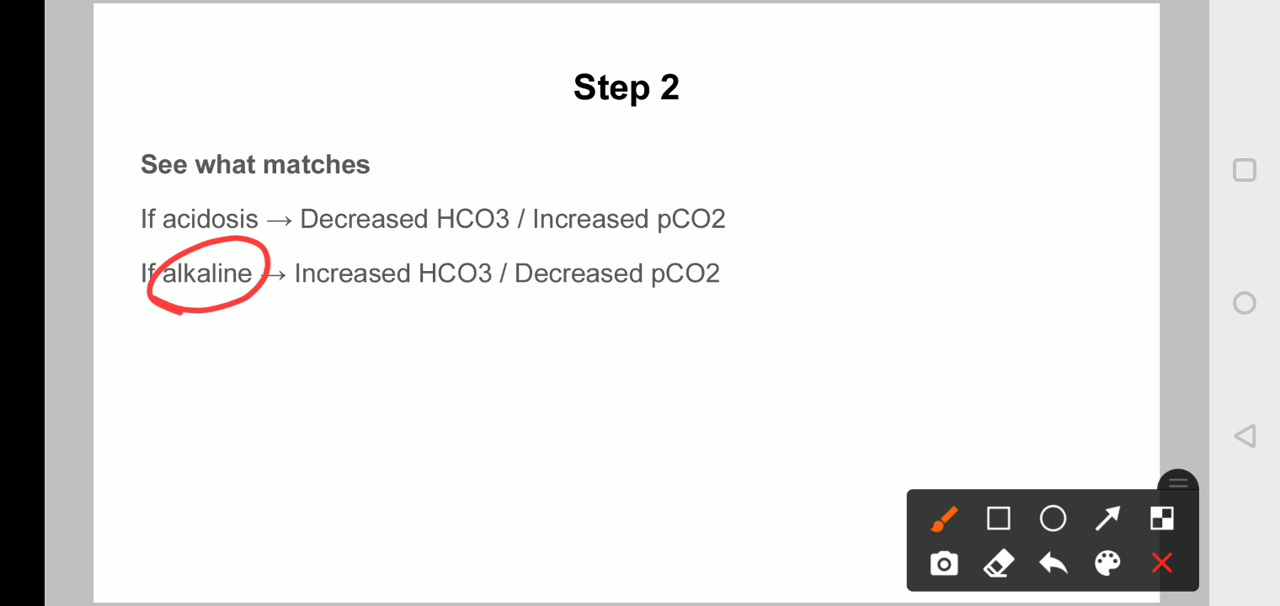 Step 2
See what matches
If acidosis → Decreased HCO3 / Increased pCO2
If alkaline → Increased HCO3 / Decreased pCO2